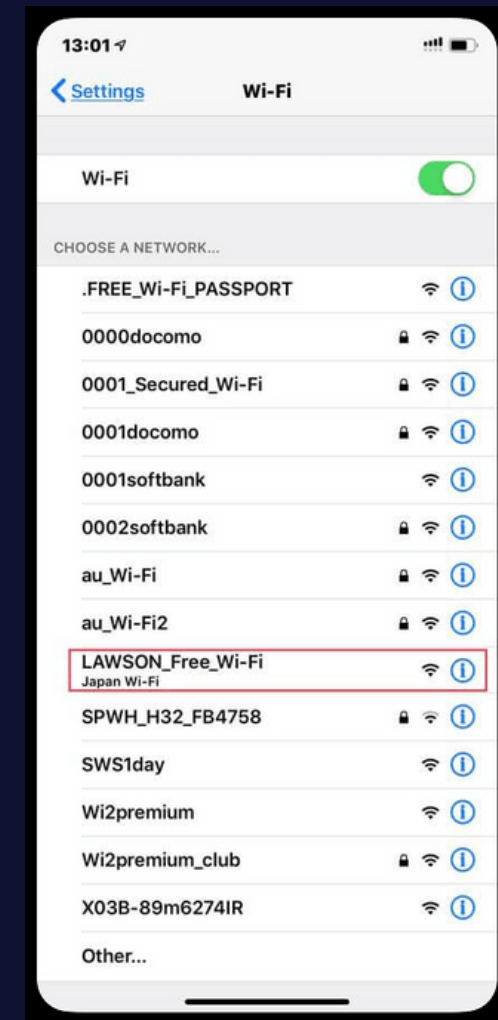 13:01
Settings
Wi-Fi
Wi-Fi
CHOOSE A NETWORK...
.FREE_Wi-Fi_PASSPORT
0000docomo
0001_Secured_Wi-Fi
0001docomo
0001softbank
0002softbank
au_Wi-Fi
au_Wi-Fi2
LAWSON_Free_Wi-Fi
Japan Wi-Fi
SPWH_H32_FB4758
SWS1day
Wi2premium
Wi2premium_club
X03B-89m6274IR
Other...